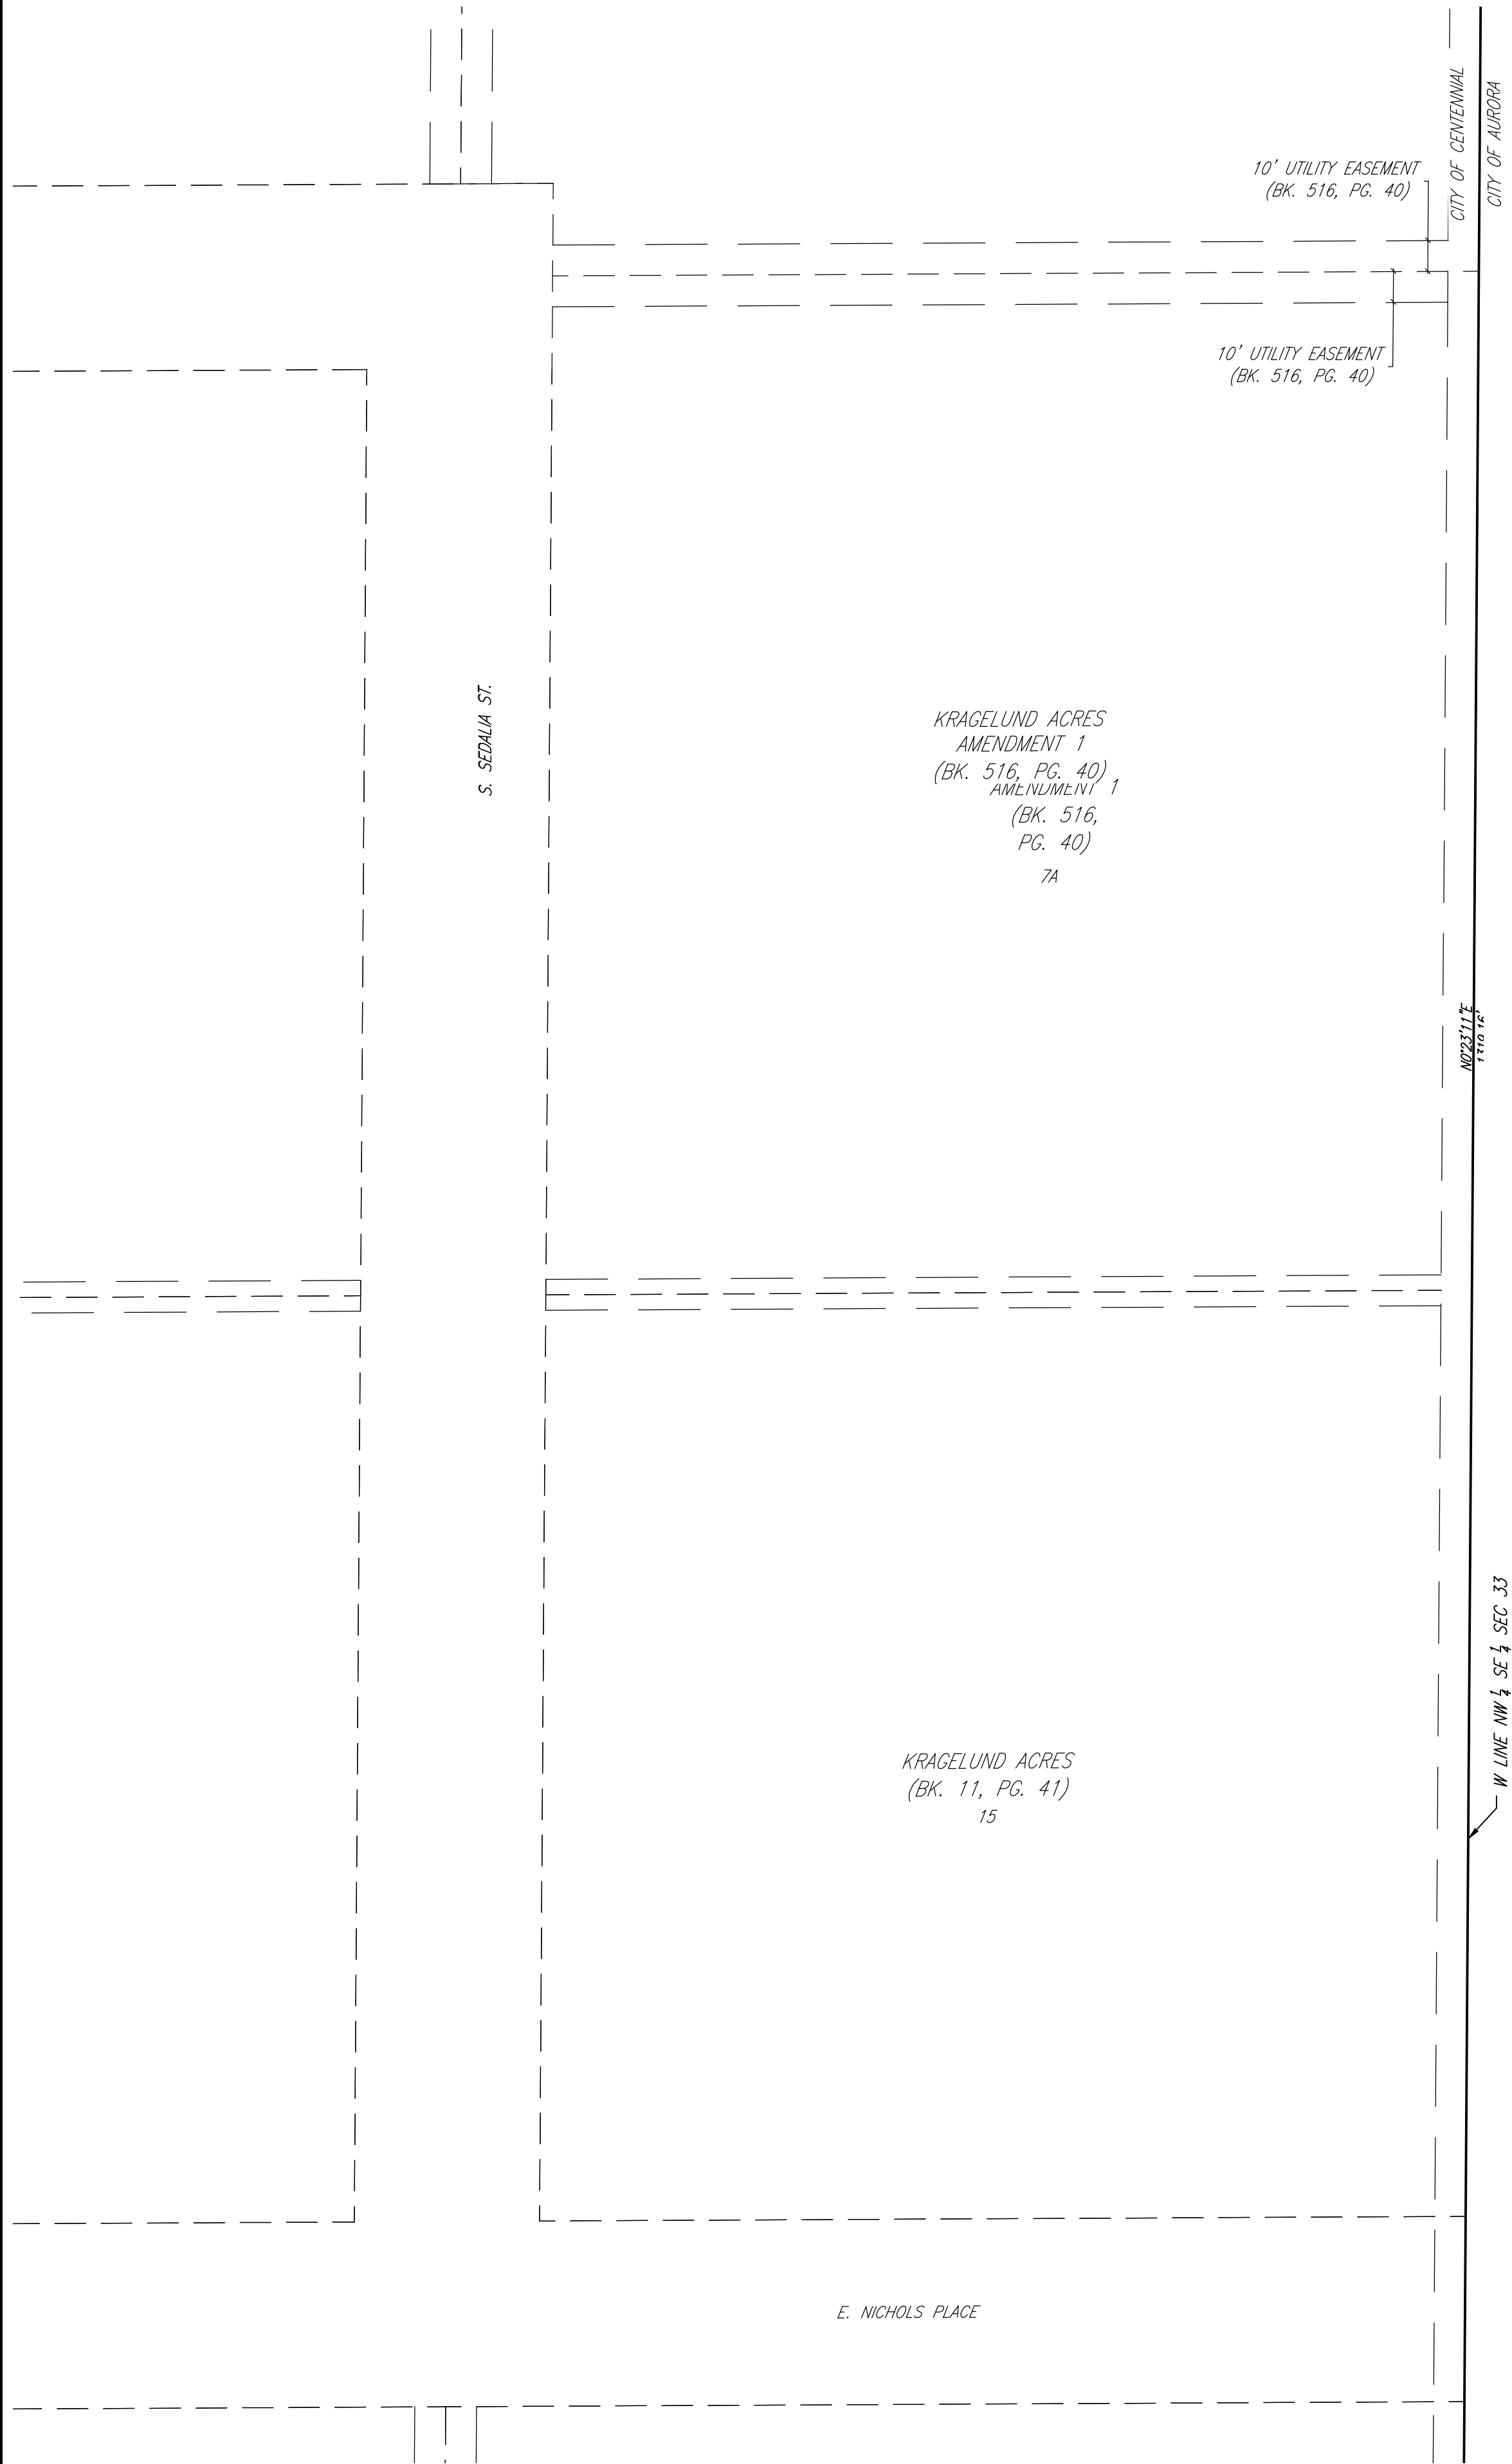 CITY OF CENTENNIAL
CITY OF AURORA
10' UTILITY EASEMENT
(BK. 516, PG. 40)
10' UTILITY EASEMENT
(BK. 516, PG. 40)
S. SEDALIA ST.
KRAGELUND ACRES
AMENDMENT 1
(BK. 516, PG. 40)
AMENDMENT 1
(BK. 516,
PG. 40)
7A
N0°23'11"E
W LINE NW ¼ SE ¼ SEC 33
KRAGELUND ACRES
(BK. 11, PG. 41)
15
E. NICHOLS PLACE